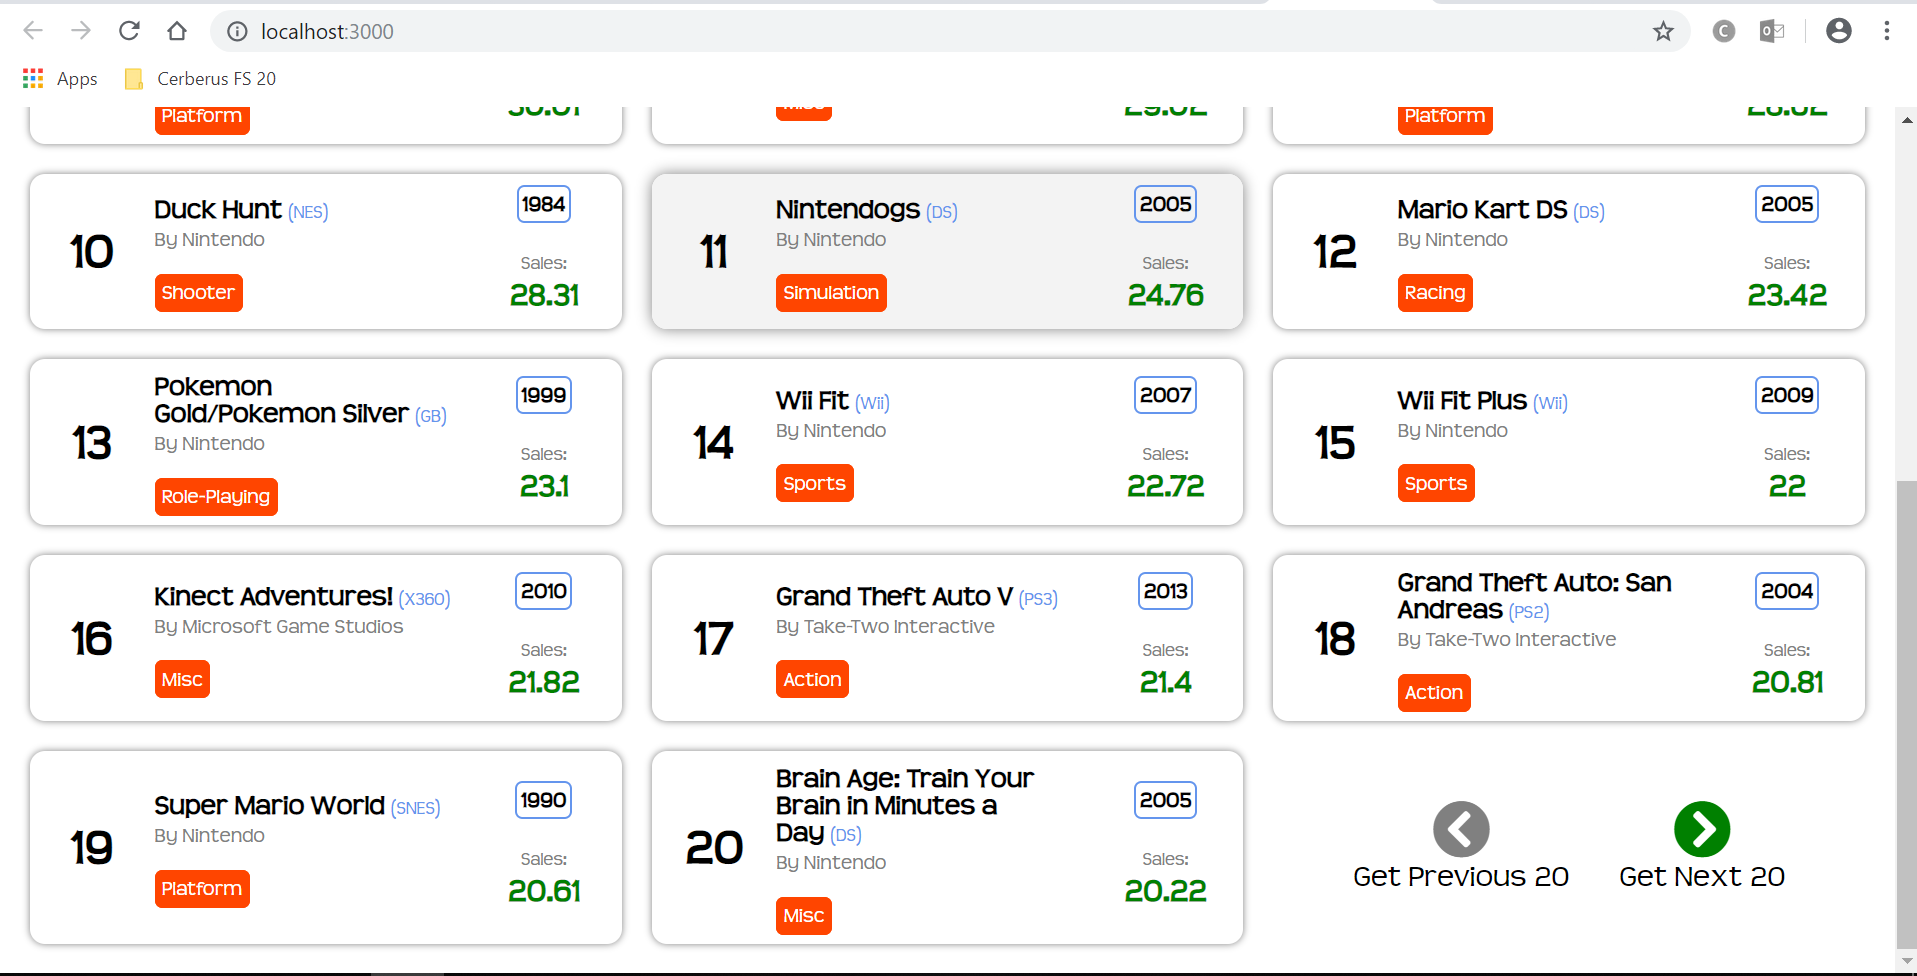 localhost:3000
Apps
Cerberus FS 20
Platform
Platform
Duck Hunt (NES)
By Nintendo
10
Shooter
1984
Sales:
28.31
Nintendogs (DS)
By Nintendo
11
Simulation
2005
Sales:
24.76
Mario Kart DS (DS)
By Nintendo
12
Racing
2005
Sales:
23.42
Pokemon
Gold/Pokemon Silver (GB)
By Nintendo
13
Role-Playing
1999
Sales:
23.1
Wii Fit (Wii)
By Nintendo
14
Sports
2007
Sales:
22.72
Wii Fit Plus (Wii)
By Nintendo
15
Sports
2009
Sales:
22
Kinect Adventures! (X360)
By Microsoft Game Studios
16
Misc
2010
Sales:
21.82
Grand Theft Auto V (PS3)
By Take-Two Interactive
17
Action
2013
Sales:
21.4
Grand Theft Auto: San
Andreas (PS2)
By Take-Two Interactive
18
Action
2004
Sales:
20.81
Super Mario World (SNES)
By Nintendo
19
Platform
1990
Sales:
20.61
Brain Age: Train Your
Brain in Minutes a
Day (DS)
By Nintendo
20
Misc
2005
Sales:
20.22
Get Previous 20
Get Next 20